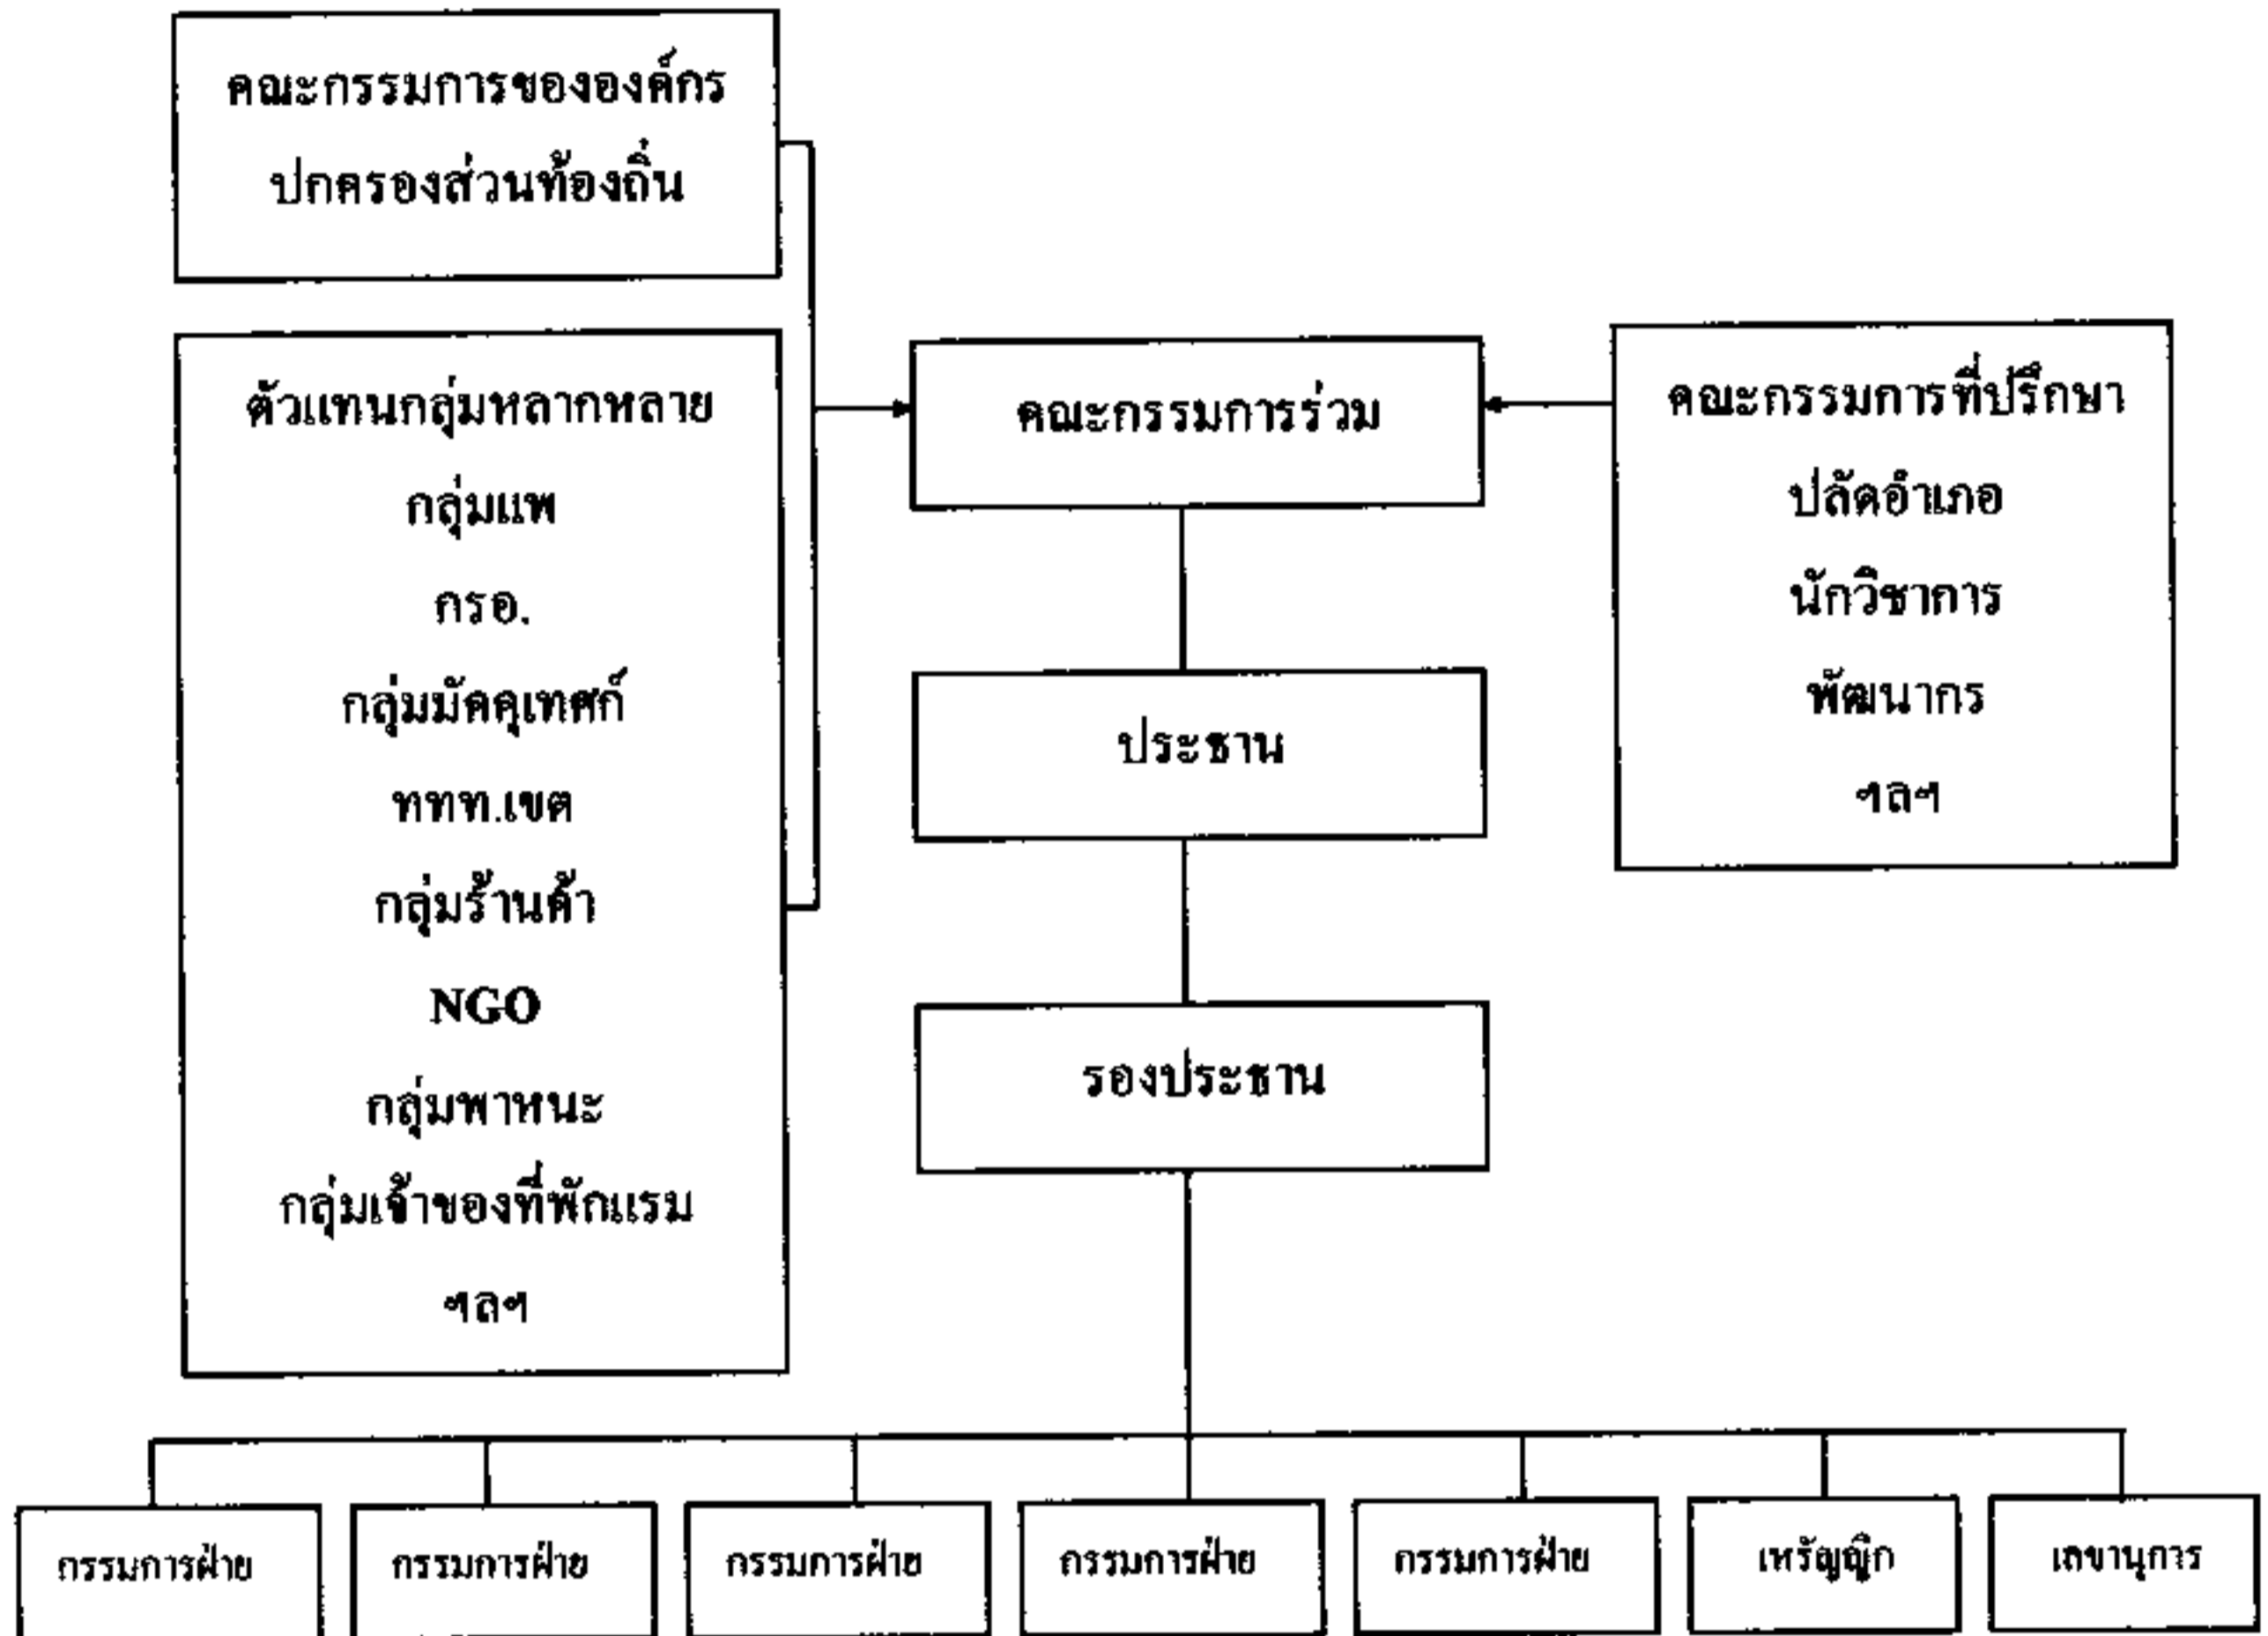 คณะกรรมการขององค์กร
ปกครองส่วนท้องถิ่น
ตัวแทนกลุ่มหลากหลาย
กลุ่มแพ
กรอ.
กลุ่มมัคคุเทศก์
ททท.เขต
กลุ่มร้านค้า
NGO
กลุ่มพาหนะ
กลุ่มเจ้าของที่พักแรม
ฯลฯ
คณะกรรมการร่วม
ประธาน
รองประธาน
คณะกรรมการที่ปรึกษา
ปลัดอำเภอ
นักวิชาการ
พัฒนากร
ฯลฯ
กรรมการฝ่าย
กรรมการฝ่าย
กรรมการฝ่าย
กรรมการฝ่าย
กรรมการฝ่าย
เหรัญญิก
เลขานุการ